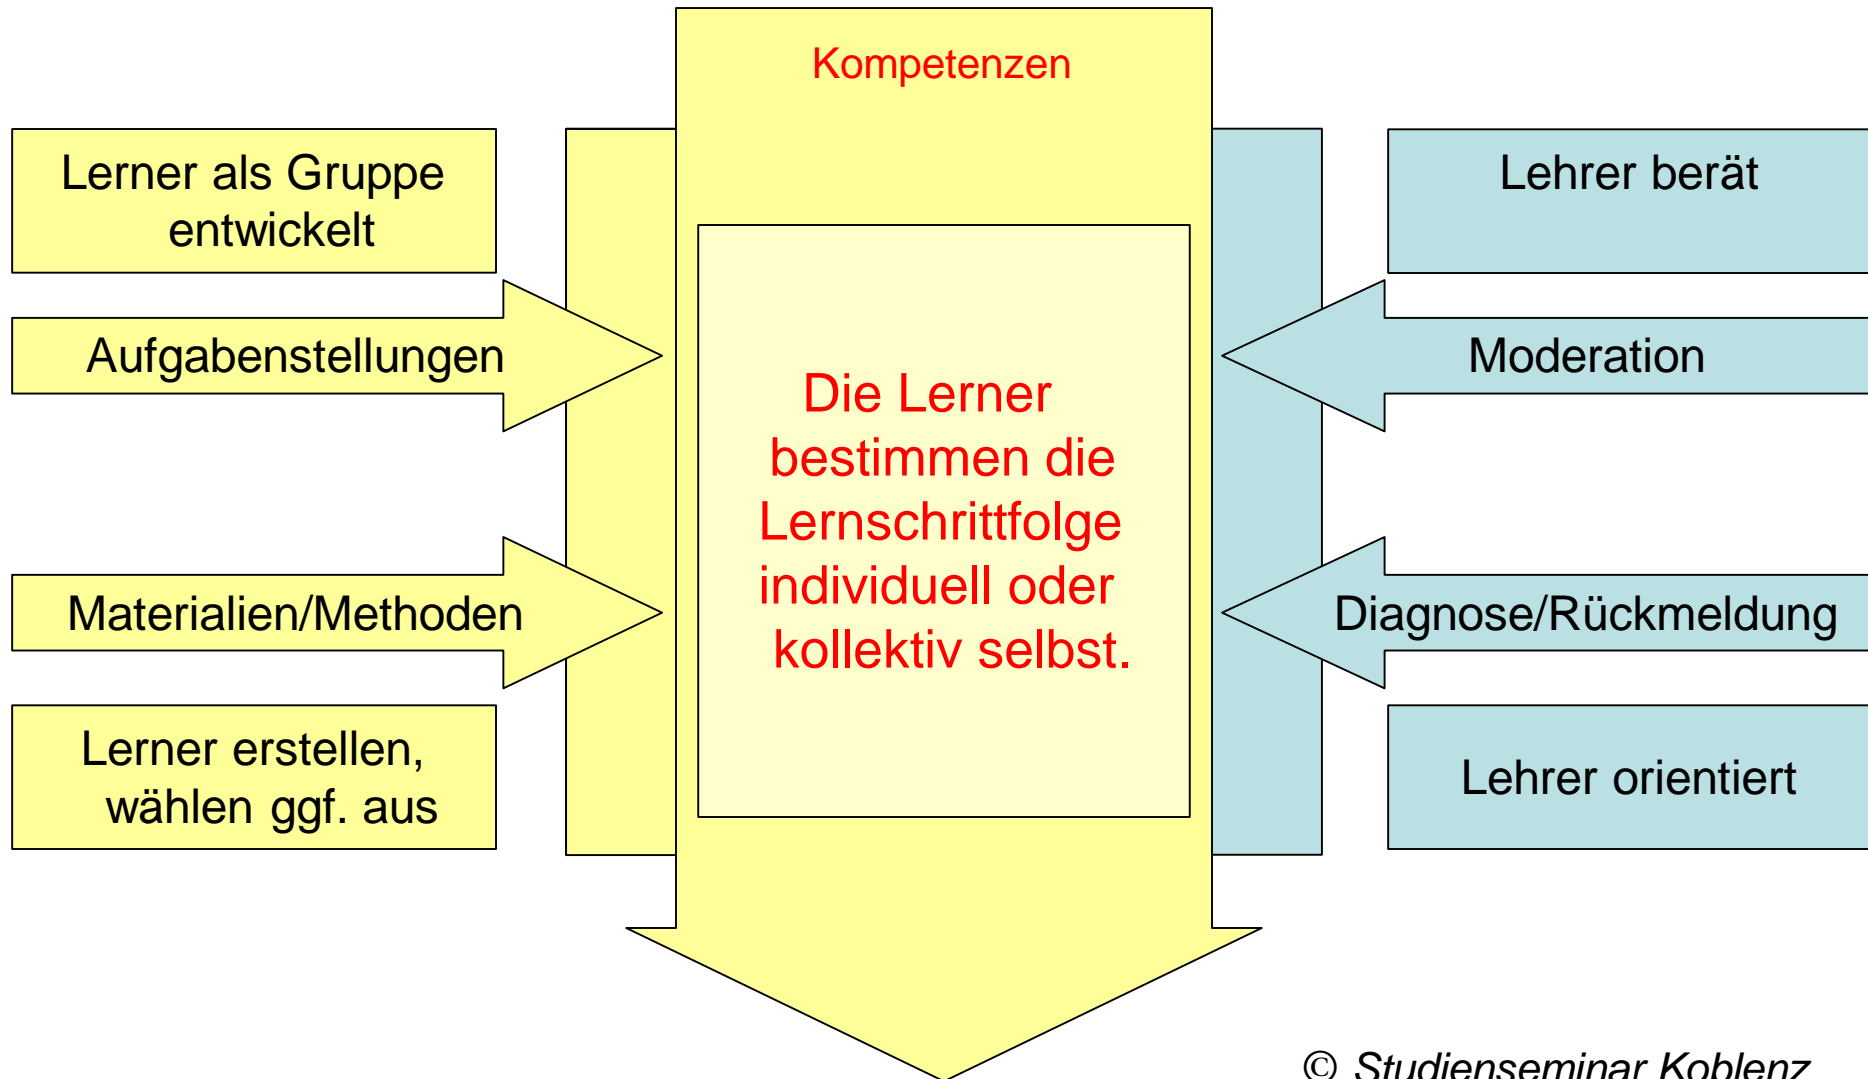 Kompetenzen
Lerner als Gruppe
entwickelt
Aufgabenstellungen
Materialien/Methoden
Lerner erstellen,
wählen ggf. aus
Die Lerner
bestimmen die
Lernschrittfolge
individuell oder
kollektiv selbst.
Lehrer berät
Moderation
Diagnose/Rückmeldung
Lehrer orientiert
© Studienseminar Koblenz